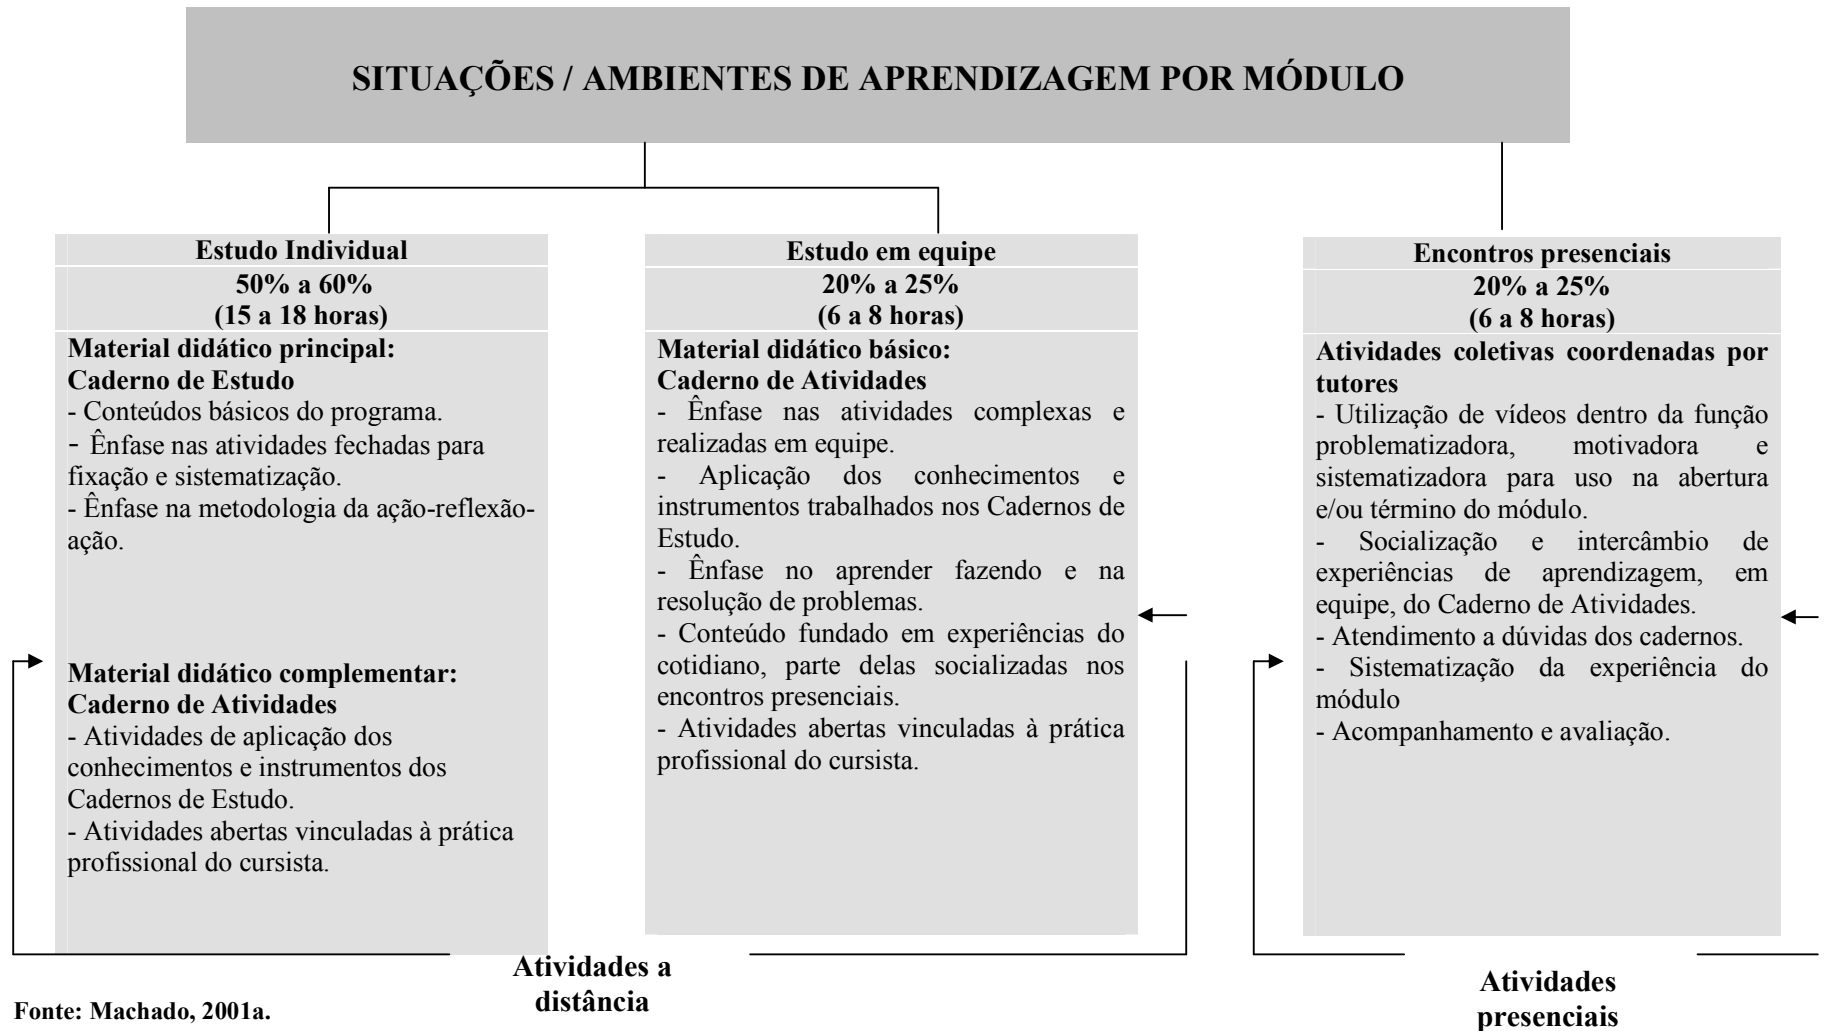 SITUAÇÕES / AMBIENTES DE APRENDIZAGEM POR MÓDULO
Estudo Individual
50% a 60%
(15 a 18 horas)
Material didático principal:
Caderno de Estudo
- Conteúdos básicos do programa.
- Ênfase nas atividades fechadas para
fixação e sistematização.
- Ênfase na metodologia da ação-reflexão-
ação.
Material didático complementar:
Caderno de Atividades
- Atividades de aplicação dos
conhecimentos e instrumentos dos
Cadernos de Estudo.
- Atividades abertas vinculadas à prática
profissional do cursista.
Estudo em equipe
20% a 25%
(6 a 8 horas)
Material didático básico:
Caderno de Atividades
- Ênfase nas atividades complexas e
realizadas em equipe.
- Aplicação dos conhecimentos e
instrumentos trabalhados nos Cadernos de
Estudo.
- Ênfase no aprender fazendo e na
resolução de problemas.
- Conteúdo fundado em experiências do
cotidiano, parte delas socializadas nos
encontros presenciais.
- Atividades abertas vinculadas à prática
profissional do cursista.
Encontros presenciais
20% a 25%
(6 a 8 horas)
Atividades coletivas coordenadas por
tutores
- Utilização de vídeos dentro da função
problematizadora, motivadora e
sistematizadora para uso na abertura
e/ou término do módulo.
- Socialização e intercâmbio de
experiências de aprendizagem, em
equipe, do Caderno de Atividades.
- Atendimento a dúvidas dos cadernos.
- Sistematização da experiência do
módulo
- Acompanhamento e avaliação.
Atividades a
distância
Atividades
presenciais
Fonte: Machado, 2001a.